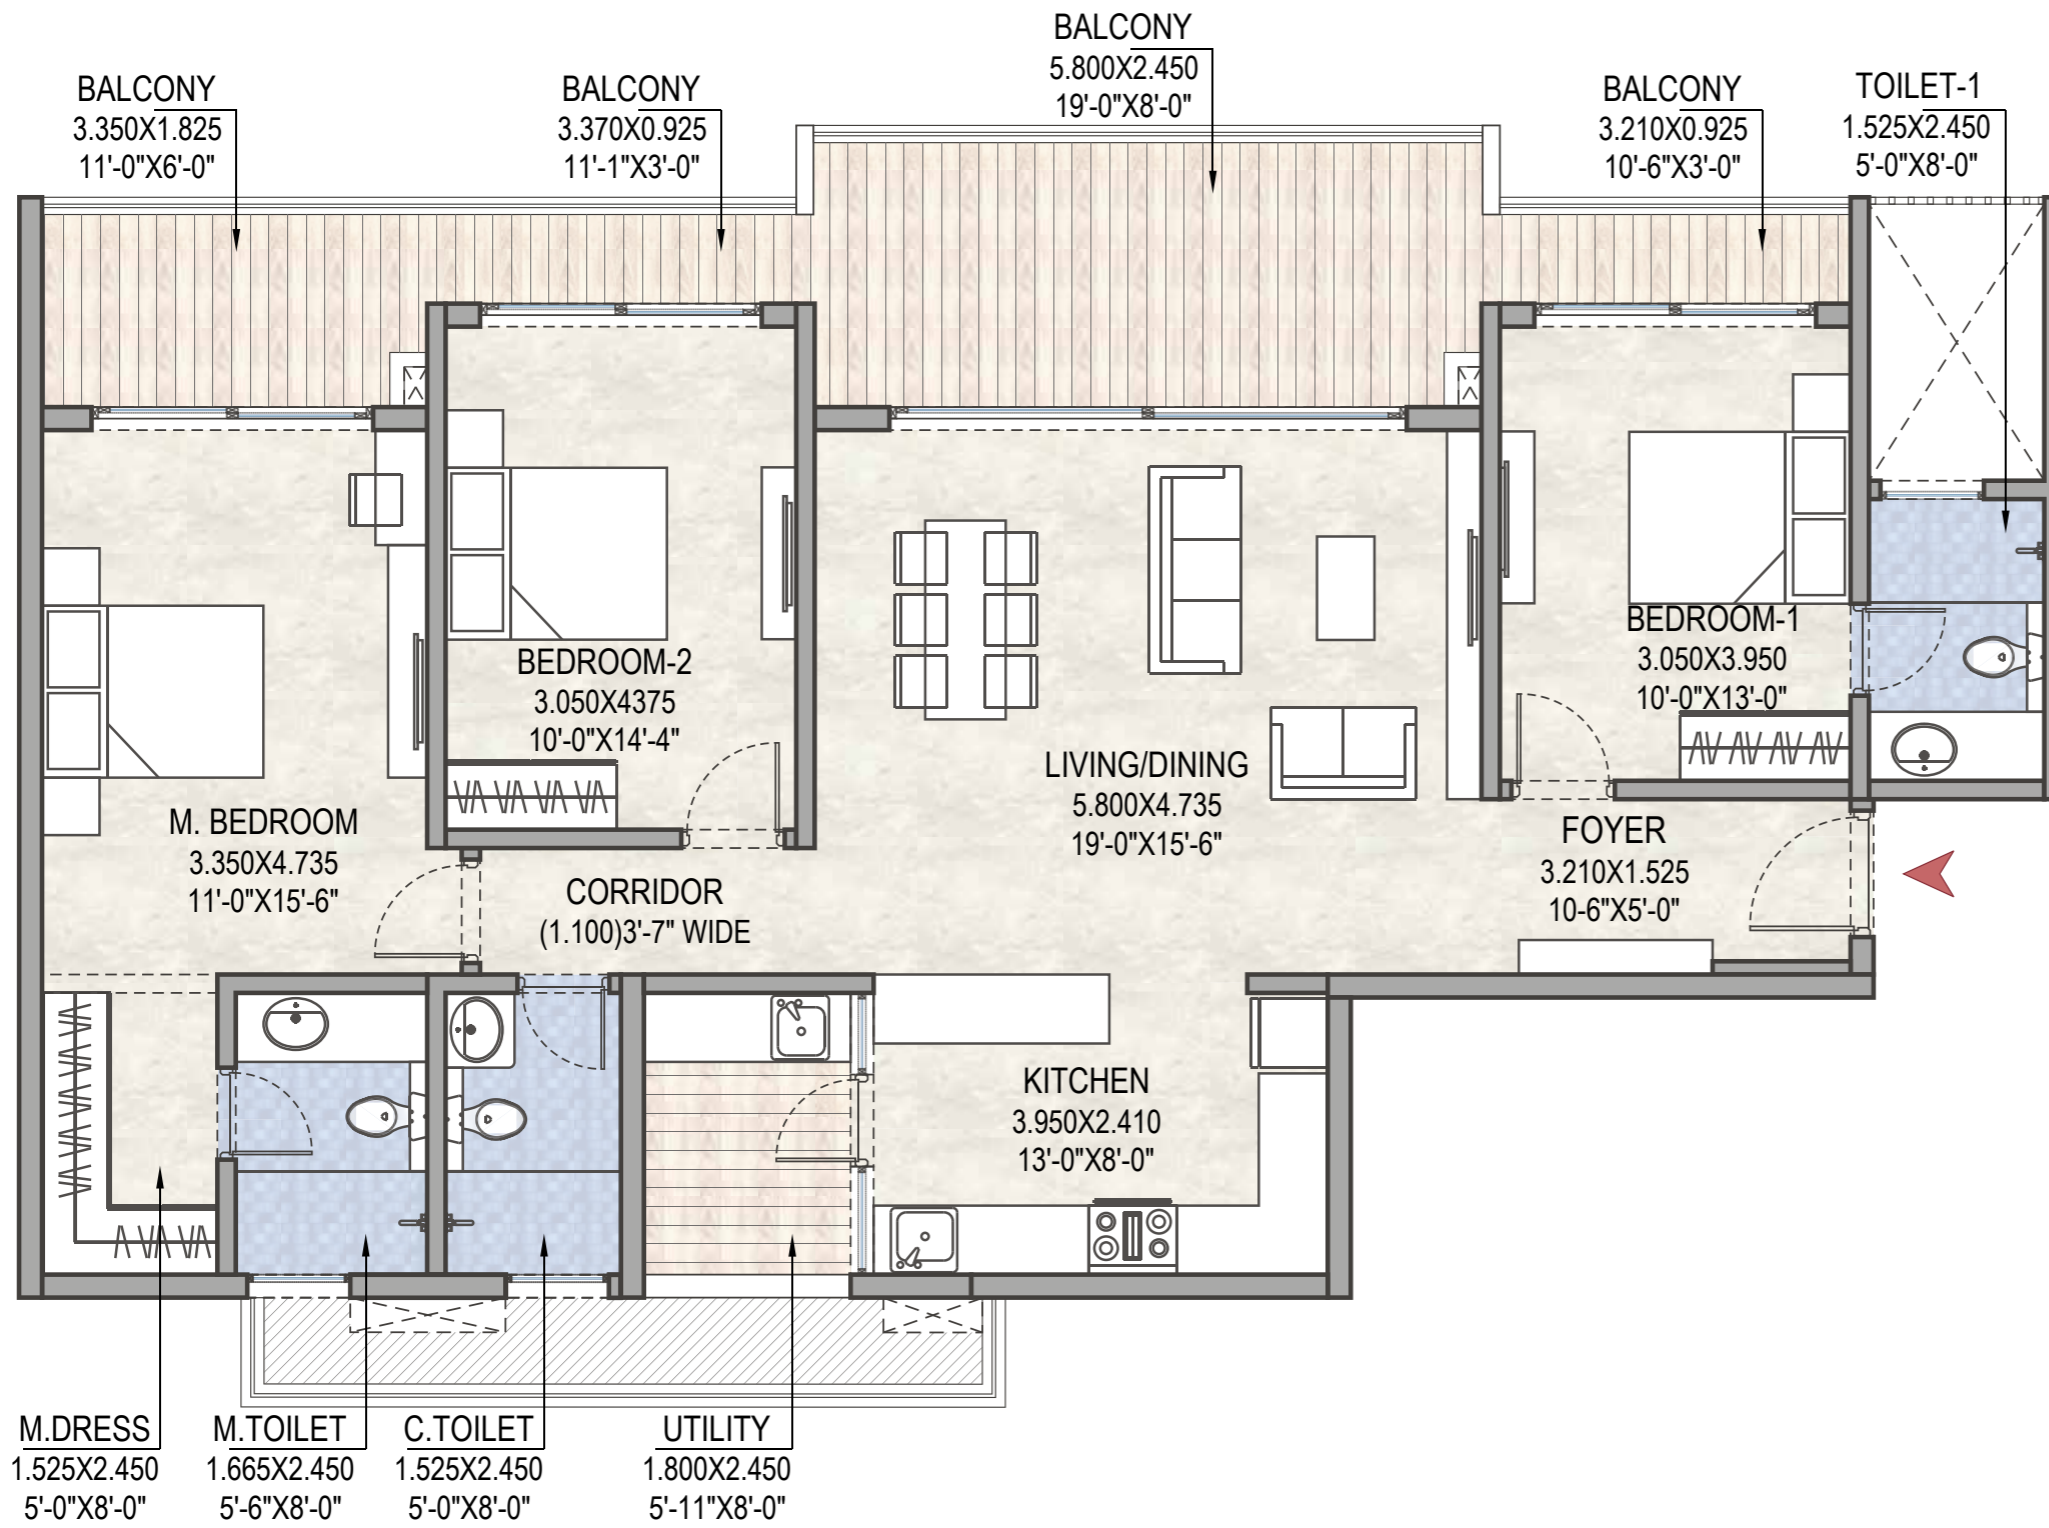 BALCONY
3.350X1.825
11'-0"X6'-0"
BALCONY
3.370X0.925
11'-1"X3'-0"
BALCONY
5.800X2.450
19'-0"X8'-0"
BALCONY
3.210X0.925
10'-6"X3'-0"
TOILET-1
1.525X2.450
5'-0"X8'-0"
BEDROOM-2
3.050X4375
10'-0"X14'-4"
BEDROOM-1
3.050X3.950
10'-0"X13'-0"
LIVING/DINING
5.800X4.735
19'-0"X15'-6"
M. BEDROOM
3.350X4.735
11'-0"X15'-6"
CORRIDOR
(1.100)3'-7" WIDE
FOYER
3.210X1.525
10-6"X5'-0"
KITCHEN
3.950X2.410
13'-0"X8'-0"
M.DRESS
1.525X2.450
5'-0"X8'-0"
M.TOILET
1.665X2.450
5'-6"X8'-0"
C.TOILET
1.525X2.450
5'-0"X8'-0"
UTILITY
1.800X2.450
5'-11"X8'-0"